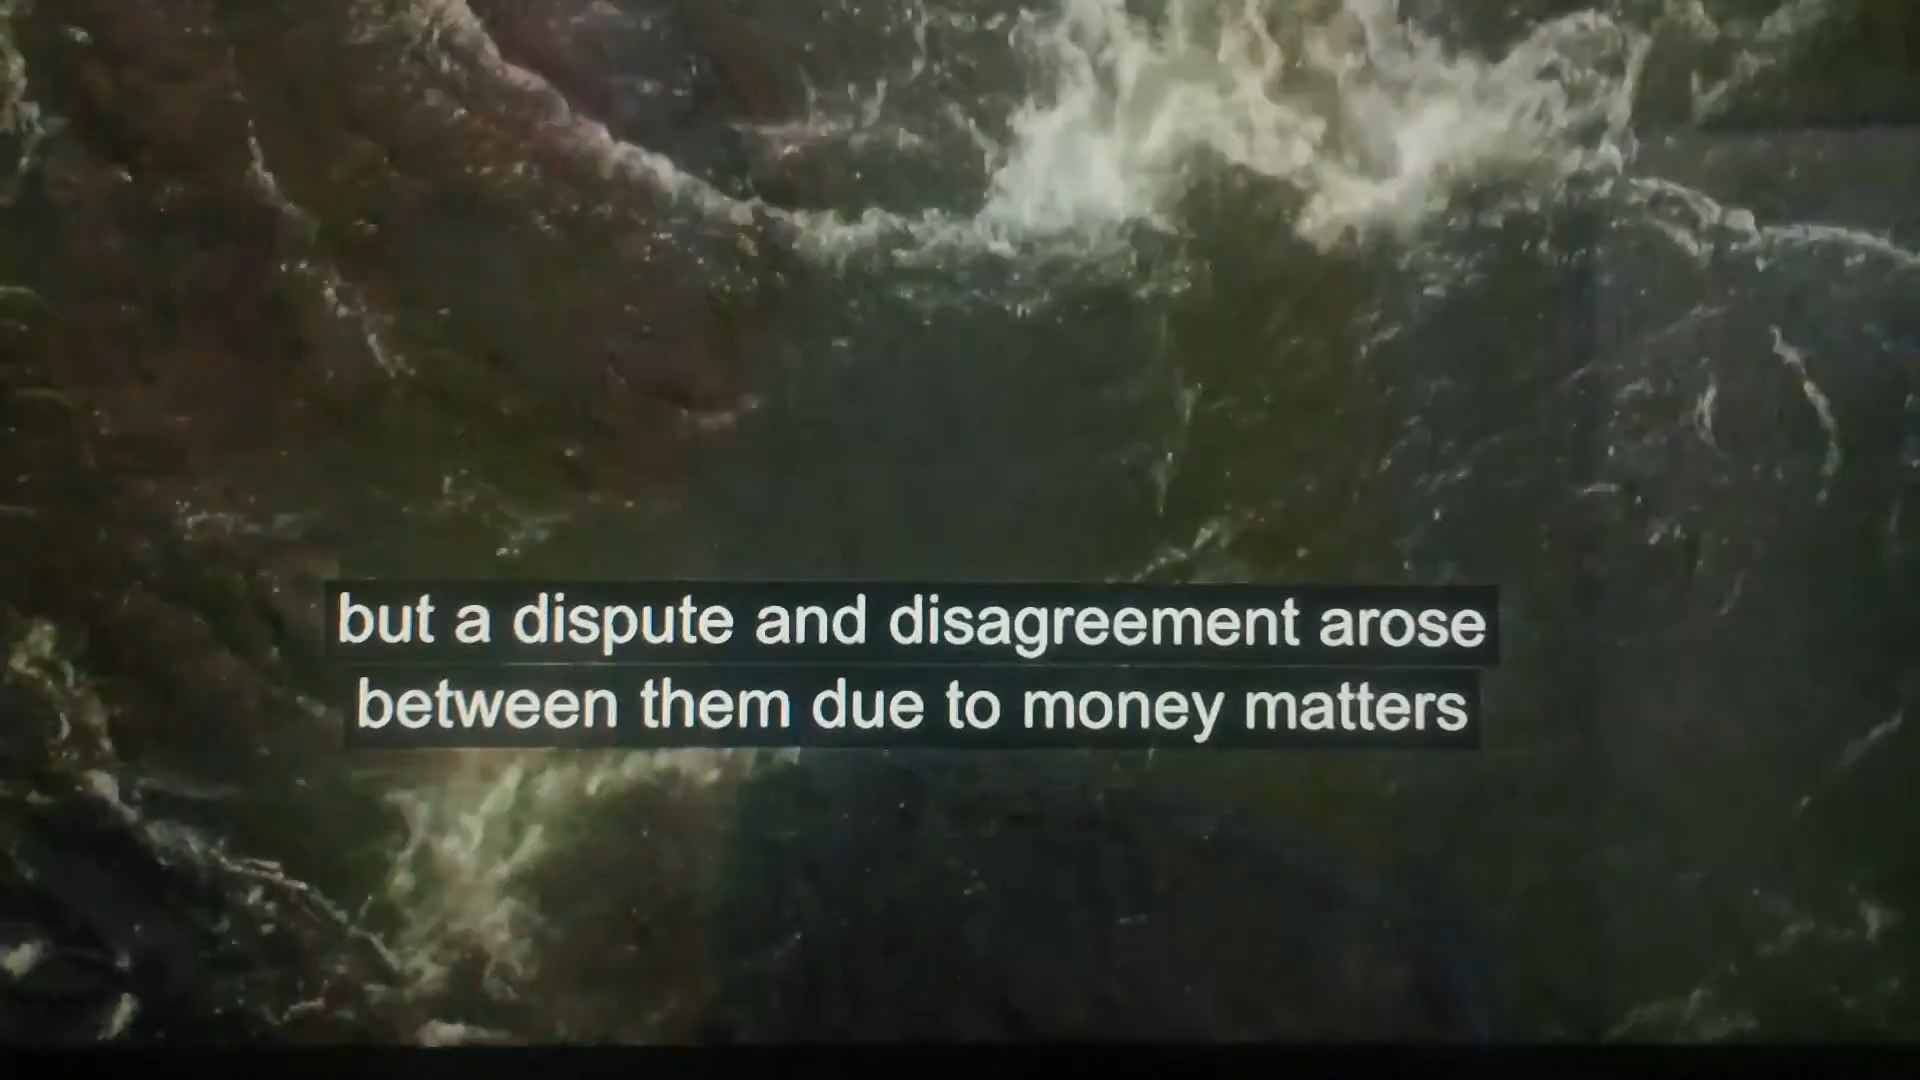 but a dispute and disagreement arose
between them due to money matters